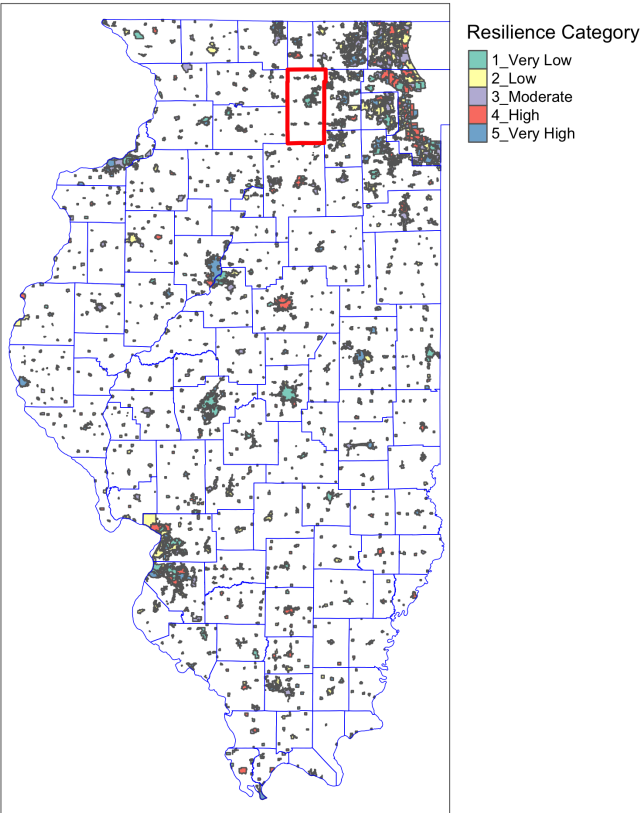 Resilience Category
1_Very Low
2_Low
3_Moderate
4_High
5_Very High